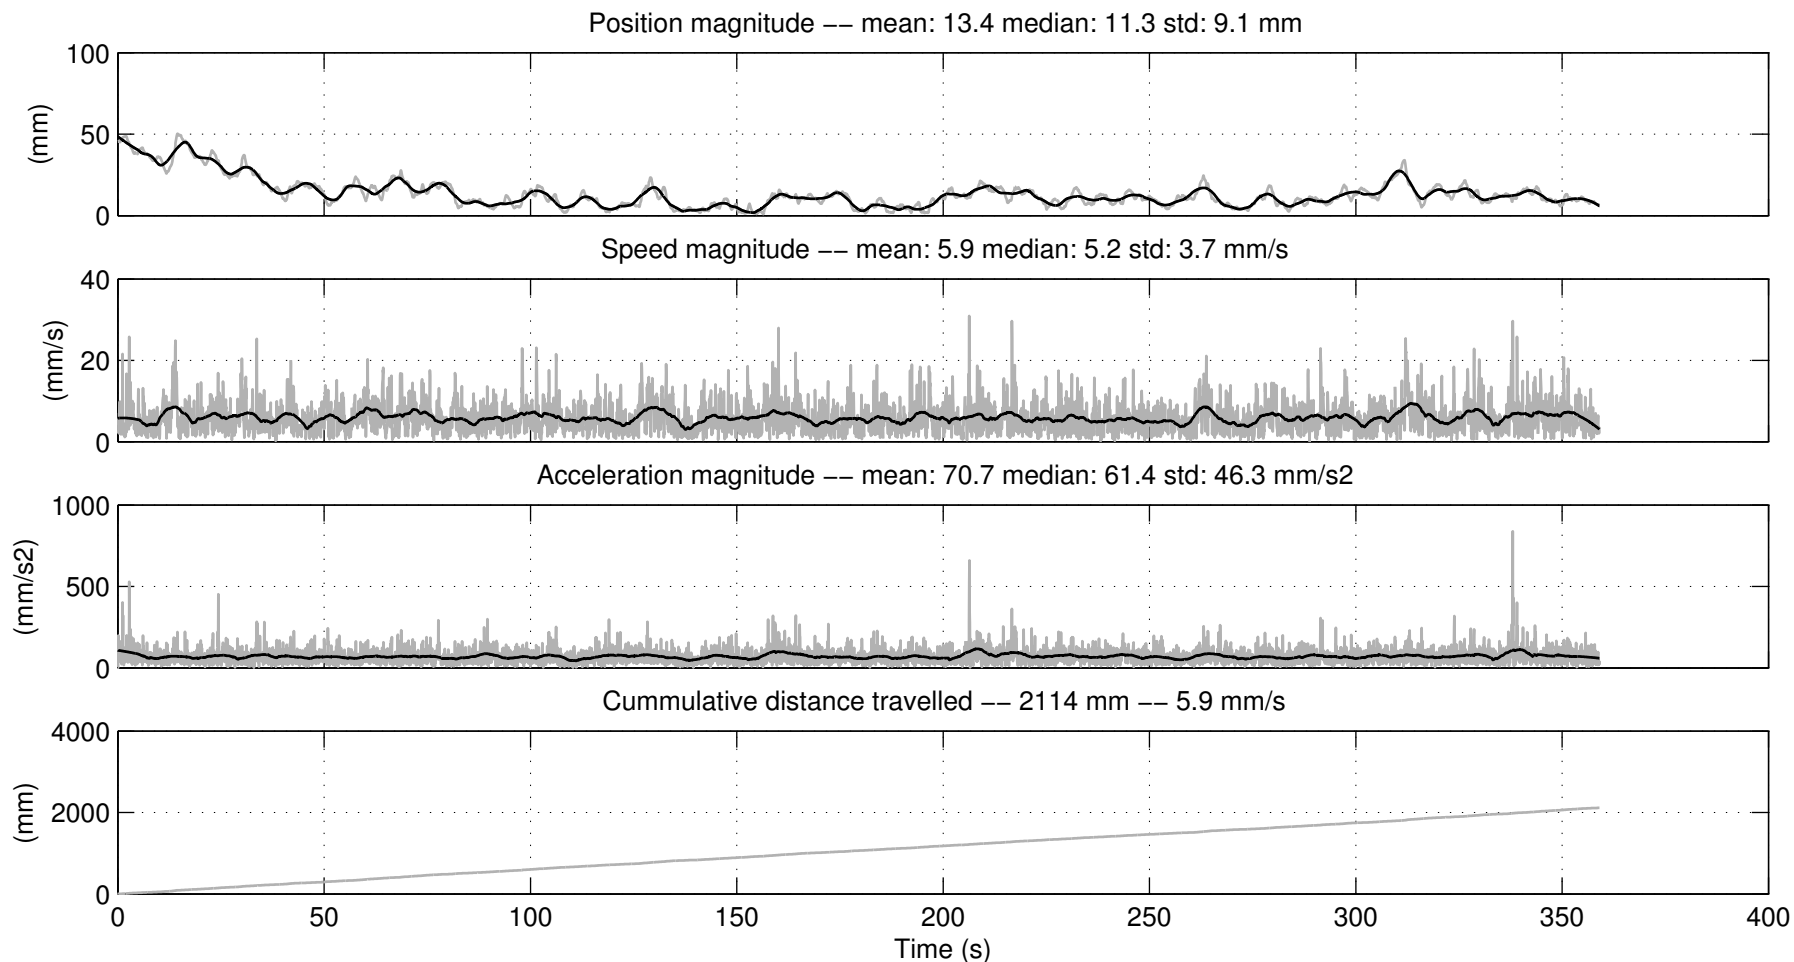 Position magnitude −− mean: 13.4 median: 11.3 std: 9.1 mm
100
50
0
(mm)
Speed magnitude −− mean: 5.9 median: 5.2 std: 3.7 mm/s
40
20
0
(mm/s)
Acceleration magnitude −− mean: 70.7 median: 61.4 std: 46.3 mm/s2
1000
500
0
(mm/s2)
Cummulative distance travelled −− 2114 mm −− 5.9 mm/s
4000
2000
0
(mm)
0 50 100 150 200 250 300 350 400
Time (s)